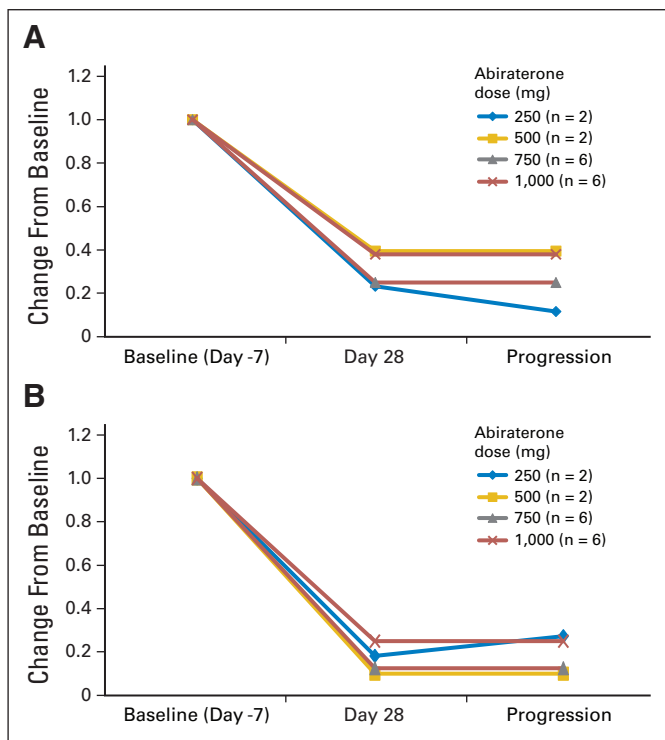 A
Change From Baseline
1.2
1.0
0.8
0.6
0.4
0.2
0
Abiraterone
dose (mg)
250 (n = 2)
500 (n = 2)
750 (n = 6)
1,000 (n = 6)
Baseline (Day -7)
Day 28
Progression
B
Change From Baseline
1.2
1.0
0.8
0.6
0.4
0.2
0
Abiraterone
dose (mg)
250 (n = 2)
500 (n = 2)
750 (n = 6)
1,000 (n = 6)
Baseline (Day -7)
Day 28
Progression